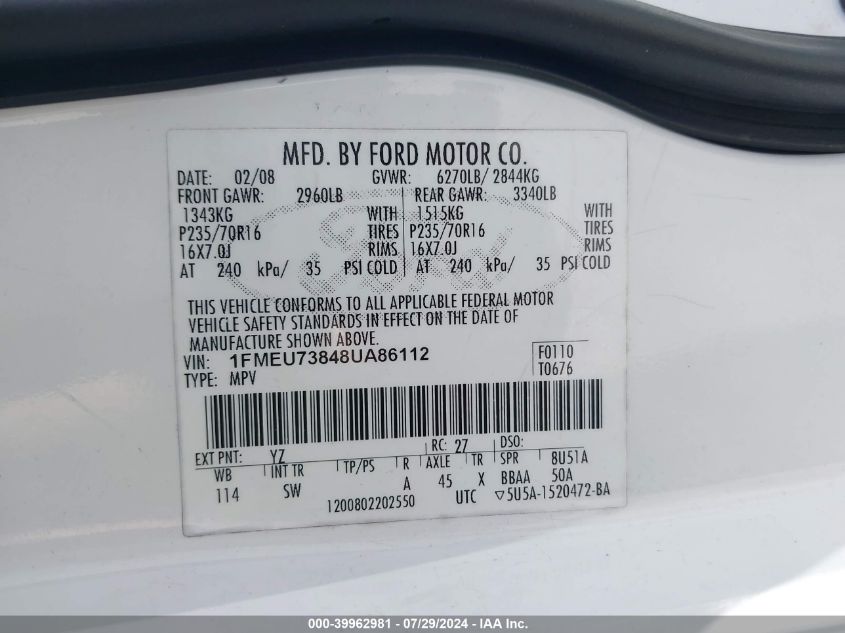 MFD. BY FORD MOTOR CO.
DATE: 02/08 GVWR: 6270LB/ 2844KG
FRONT GAWR: 2960LB REAR GAWR: 3340LB
1343KG WITH 1515KG WITH
P235/70R16 TIRES P235/70R16 TIRES
16X7.0J RIMS 16X7.0J RIMS
AT 240 kPa/ 35 PSI COLD AT 240 kPa/ 35 PSI COLD
THIS VEHICLE CONFORMS TO ALL APPLICABLE FEDERAL MOTOR
VEHICLE SAFETY STANDARDS IN EFFECT ON THE DATE OF
MANUFACTURE SHOWN ABOVE.
VIN: 1FMEU73848UA86112 F0110
TYPE: MPV T0676
EXT PNT: YZ RC: 27 DSO:
WB INT TR TP/PS R AXLE TR SPR 8U51A
114 SW A 45 X BBAA 50A
1200802202550 UTC ▽5U5A-1520472-BA
Ford
000-39962981 - 07/29/2024 - IAAI Inc.